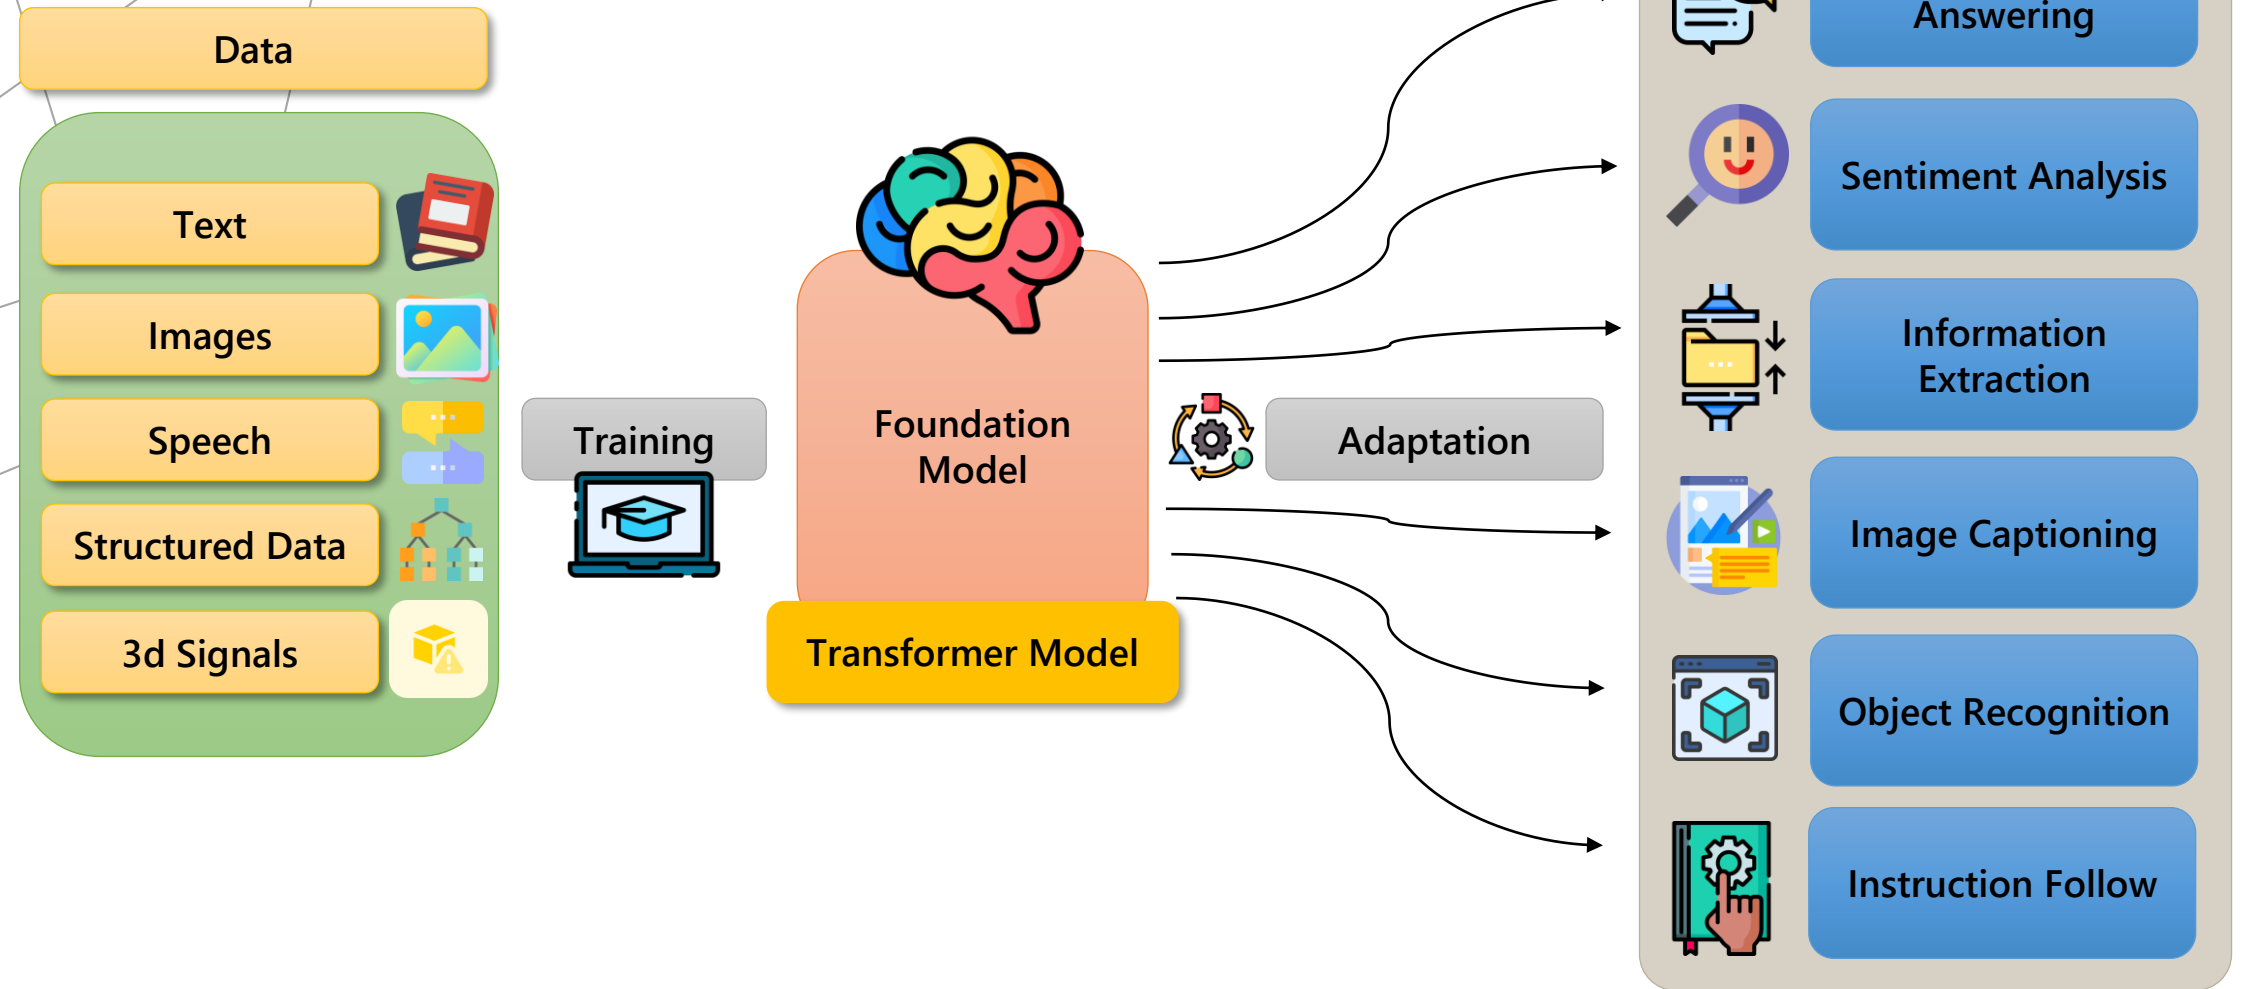 Data
Text
Images
Speech
Structured Data
3d Signals
Training
Foundation
Model
Transformer Model
Adaptation
Answering
Sentiment Analysis
Information
Extraction
Image Captioning
Object Recognition
Instruction Follow